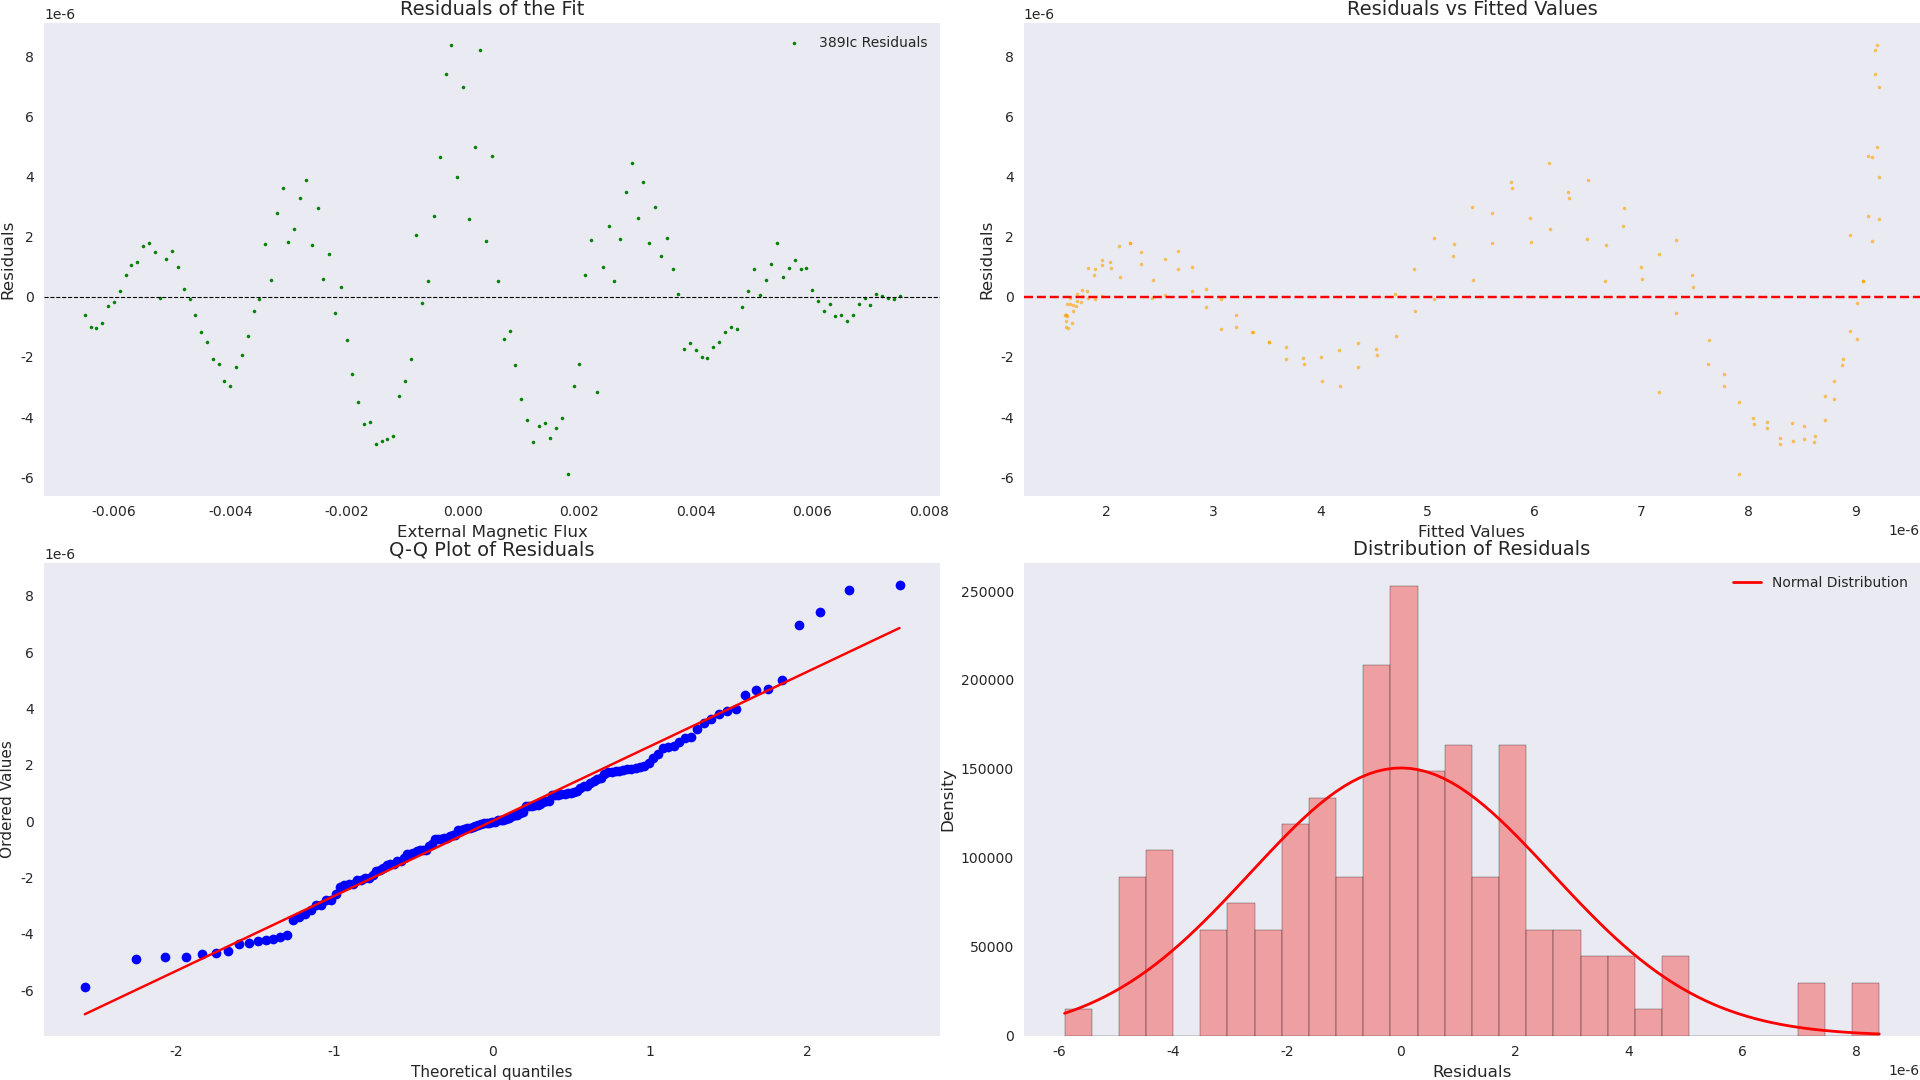 Residuals of the Fit
1e-6
389Ic Residuals
8
6
4
2
0
-2
-4
-6
Residuals
-0.006 -0.004 -0.002 0.000 0.002 0.004 0.006 0.008
External Magnetic Flux
Residuals vs Fitted Values
1e-6
8
6
4
2
0
-2
-4
-6
Residuals
2 3 4 5 6 7 8 9
1e-6
Fitted Values
Q-Q Plot of Residuals
1e-6
8
6
4
2
0
-2
-4
-6
Ordered Values
-2 -1 0 1 2
Theoretical quantiles
Distribution of Residuals
Normal Distribution
250000
200000
150000
100000
50000
0
Density
-6 -4 -2 0 2 4 6 8
1e-6
Residuals